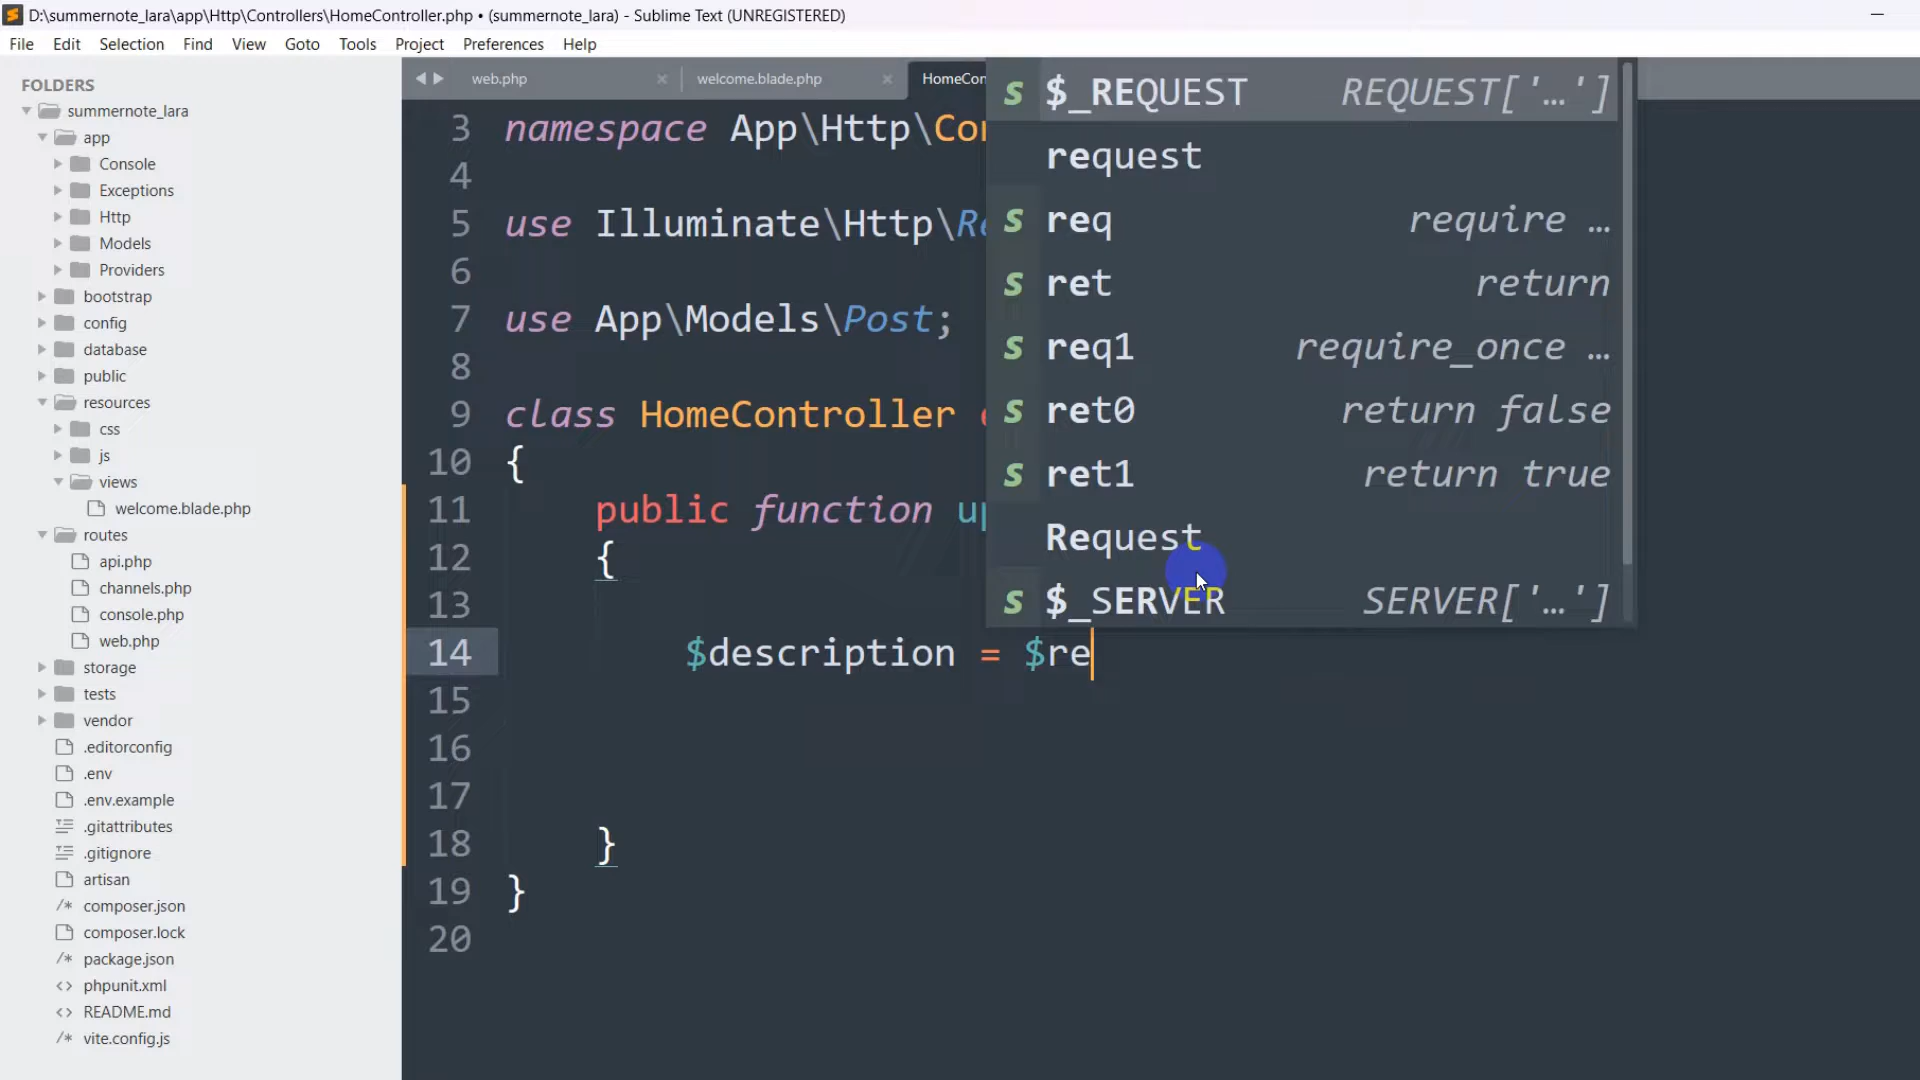 D:\summernote_lara\app\Http\Controllers\HomeController.php • (summernote_lara) - Sublime Text (UNREGISTERED)
File Edit Selection Find View Goto Tools Project Preferences Help
FOLDERS
summernote_lara
app
Console
Exceptions
Http
Models
Providers
bootstrap
config
database
public
resources
css
js
views
welcome.blade.php
routes
api.php
channels.php
console.php
web.php
storage
tests
vendor
.editorconfig
.env
.env.example
.gitattributes
.gitignore
artisan
composer.json
composer.lock
package.json
phpunit.xml
README.md
vite.config.js
web.php welcome.blade.php HomeCon
3 namespace App\Http\Con
4
5 use Illuminate\Http\Re
6
7 use App\Models\Post;
8
9 class HomeController e
10 {
11 public function up
12 {
13
14 $description = $re
15
16
17
18 }
19 }
20
s $_REQUEST REQUEST['…']
request
s req require …
s ret return
s req1 require_once …
s ret0 return false
s ret1 return true
Request
s $_SERVER SERVER['…']